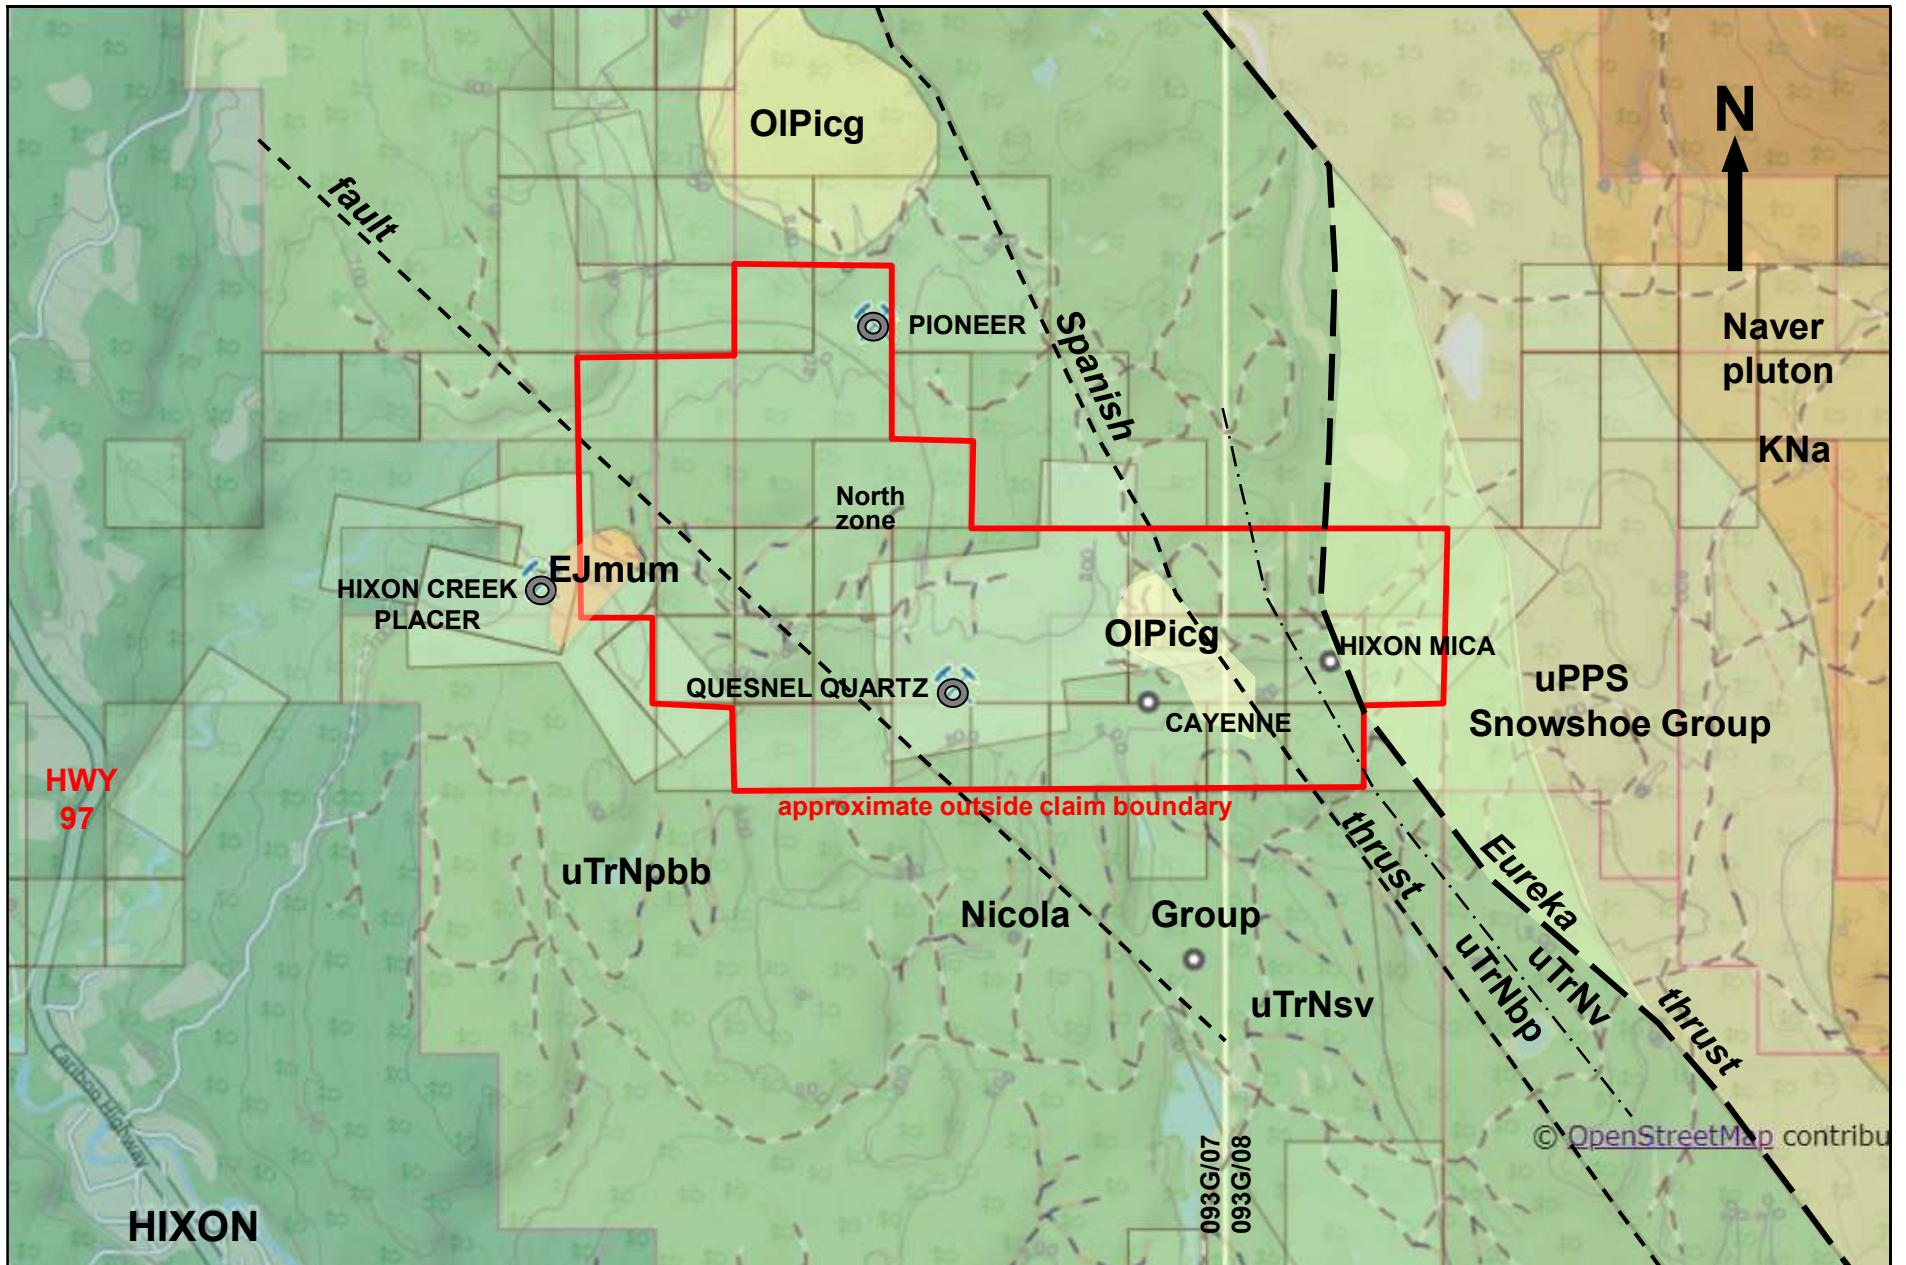 OlPicg
N
fault
PIONEER
Spanish
Naver
pluton
KNa
North
zone
EJmum
HIXON CREEK
PLACER
OlPicg
HIXON MICA
QUESNEL QUARTZ
uPPS
Snowshoe Group
CAYENNE
HWY
97
approximate outside claim boundary
thrust
Eureka
uTrNpbb
Nicola Group
uTrNsv
uTrNbp
uTrNv
thrust
Cariboo Highway
© OpenStreetMap contribu
093G/07
093G/08
HIXON